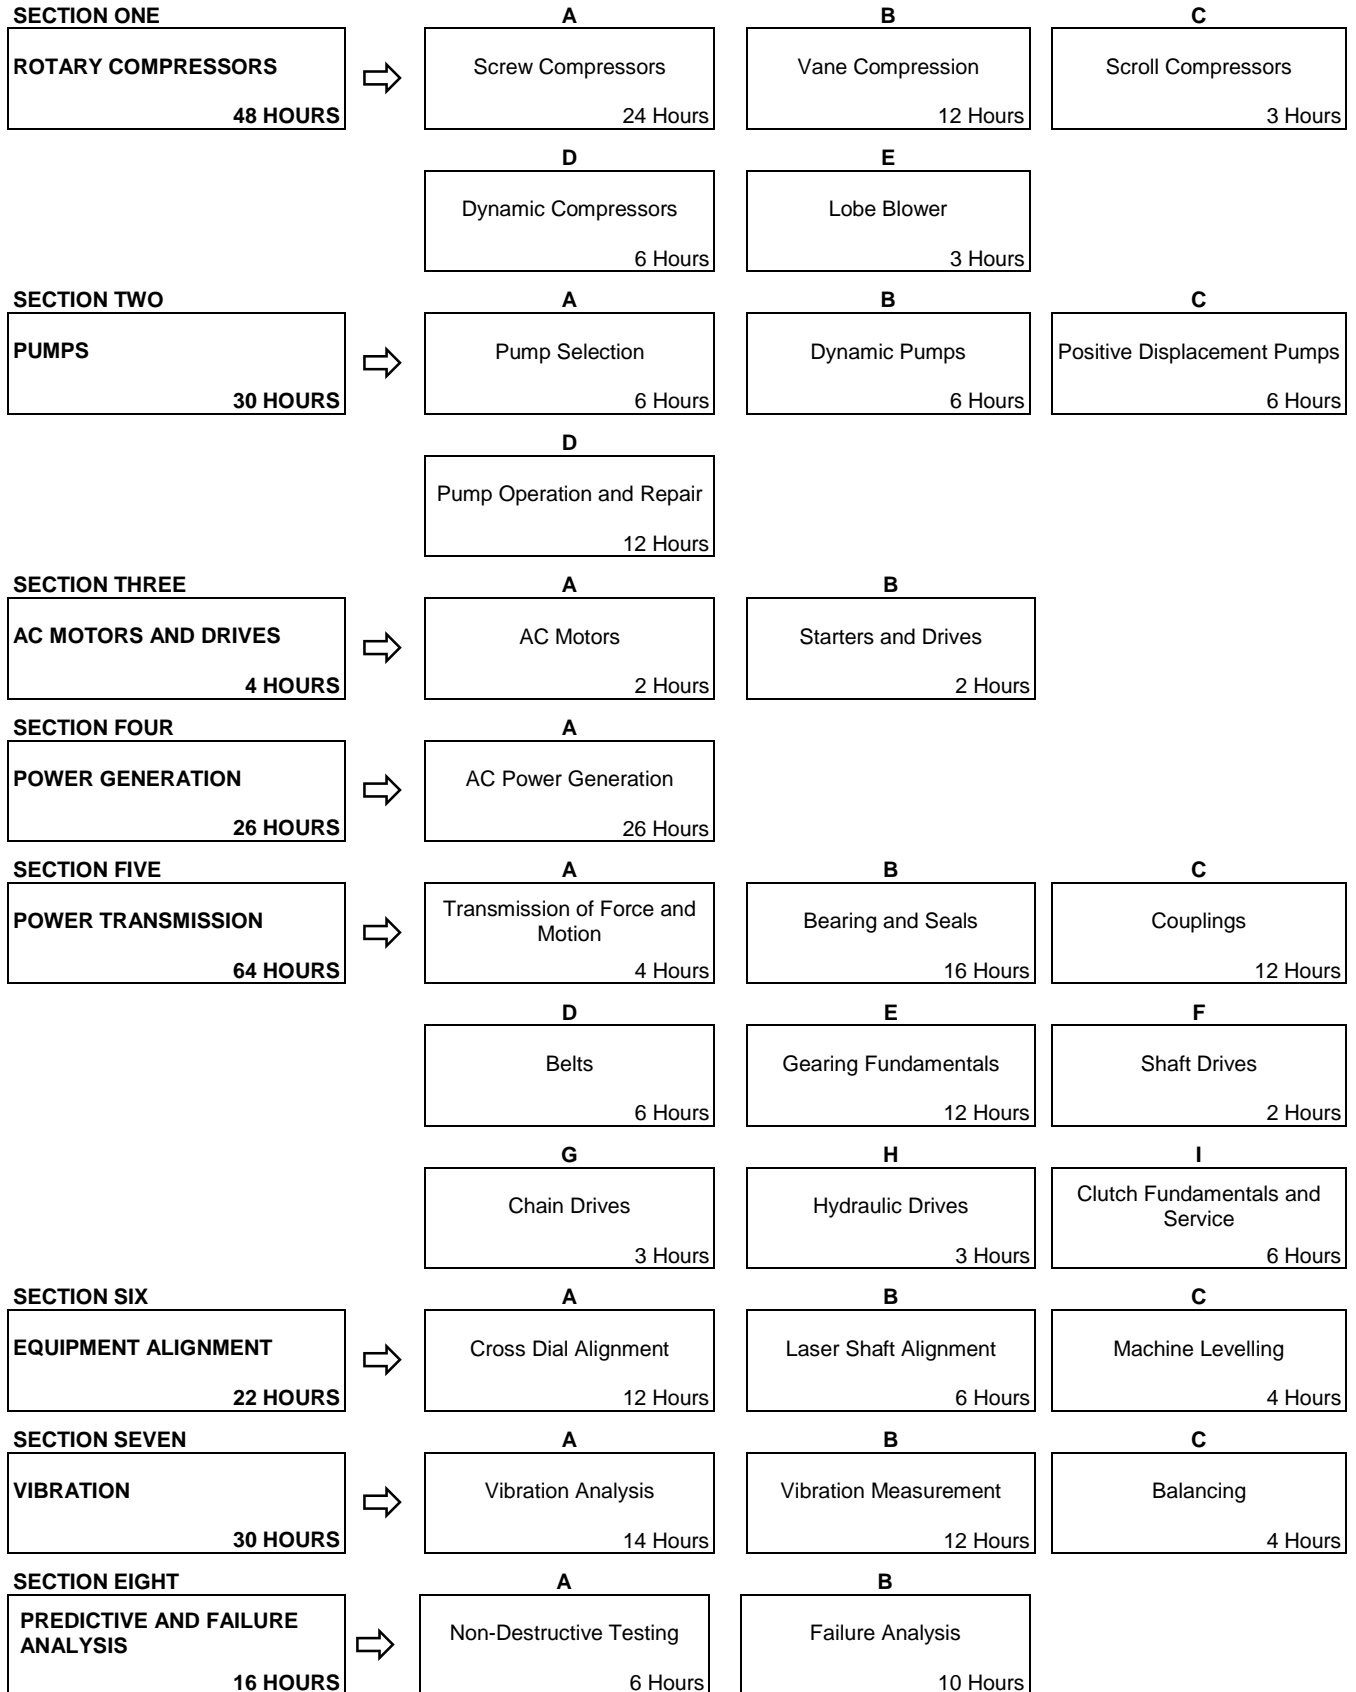 SECTION ONE A B C
ROTARY COMPRESSORS
48 HOURS
Screw Compressors
24 Hours
Vane Compression
12 Hours
Scroll Compressors
3 Hours
D E
Dynamic Compressors
6 Hours
Lobe Blower
3 Hours
SECTION TWO A B C
PUMPS
30 HOURS
Pump Selection
6 Hours
Dynamic Pumps
6 Hours
Positive Displacement Pumps
6 Hours
D
Pump Operation and Repair
12 Hours
SECTION THREE A B
AC MOTORS AND DRIVES
4 HOURS
AC Motors
2 Hours
Starters and Drives
2 Hours
SECTION FOUR A
POWER GENERATION
26 HOURS
AC Power Generation
26 Hours
SECTION FIVE A B C
POWER TRANSMISSION
64 HOURS
Transmission of Force and
Motion
4 Hours
Bearing and Seals
16 Hours
Couplings
12 Hours
D E F
Belts
6 Hours
Gearing Fundamentals
12 Hours
Shaft Drives
2 Hours
G H I
Chain Drives
3 Hours
Hydraulic Drives
3 Hours
Clutch Fundamentals and
Service
6 Hours
SECTION SIX A B C
EQUIPMENT ALIGNMENT
22 HOURS
Cross Dial Alignment
12 Hours
Laser Shaft Alignment
6 Hours
Machine Levelling
4 Hours
SECTION SEVEN A B C
VIBRATION
30 HOURS
Vibration Analysis
14 Hours
Vibration Measurement
12 Hours
Balancing
4 Hours
SECTION EIGHT A B
PREDICTIVE AND FAILURE
ANALYSIS
16 HOURS
Non-Destructive Testing
6 Hours
Failure Analysis
10 Hours